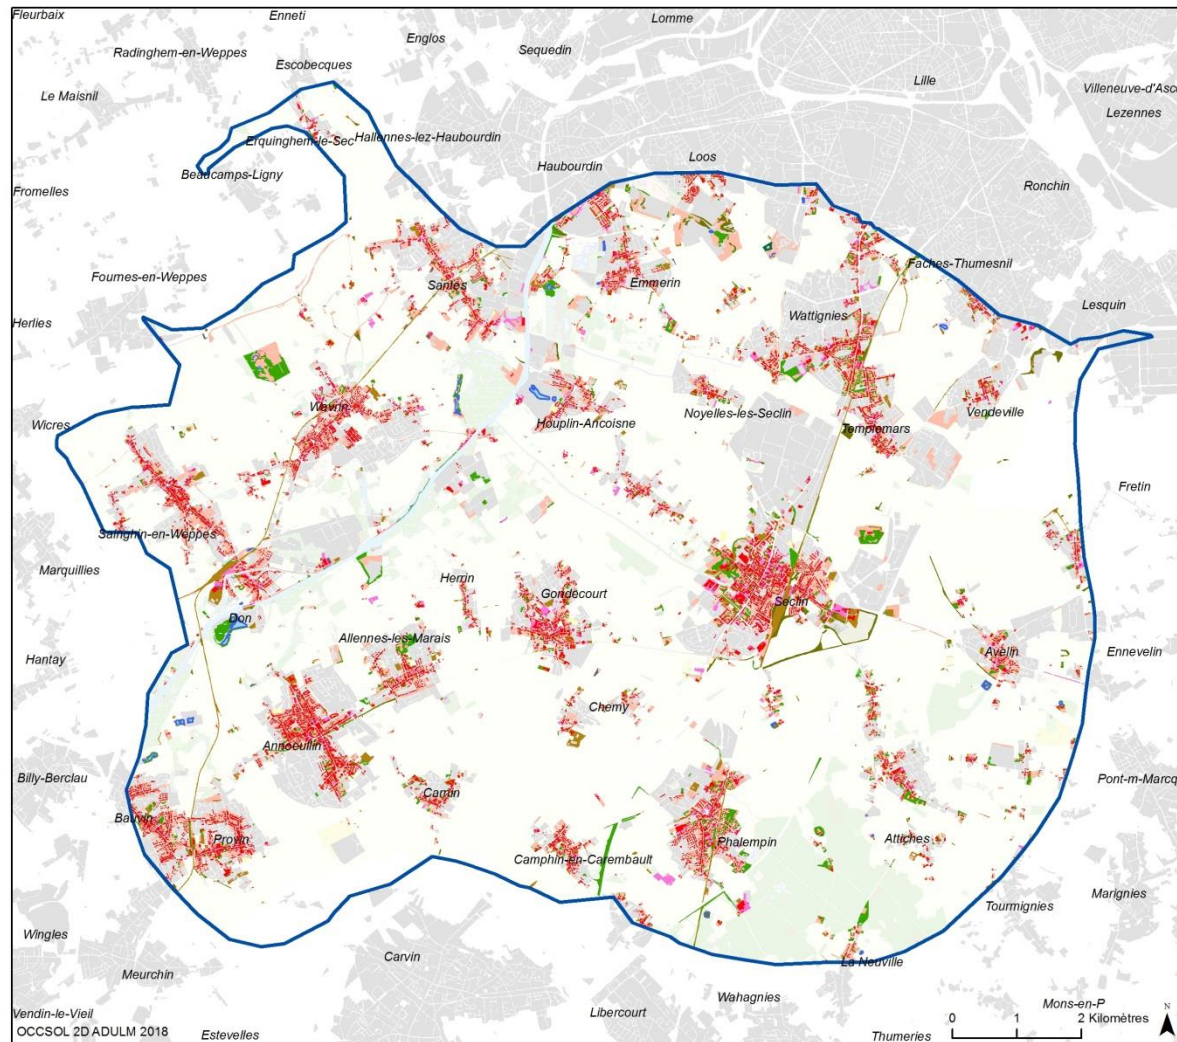 Fleurbaix
Enneti
Lomme
Englos
Sequedin
Radinghem-en-Weppes
Escobecques
Lille
Villeneuve-d'Asc
Le Maisnil
Lezennes
Erquinghem-le-Sec
Hallennes-lez-Haubourdin
Loos
Haubourdin
Beaucamps-Ligny
Ronchin
Fromelles
Faches-Thumesnil
Fournes-en-Weppes
Santes
Emmerin
Lesquin
Herlies
Wattignies
Wavrin
Noyelles-les-Seclin
Vendeville
Wicres
Houplin-Ancoisne
Templemars
Fretin
Sainghin-en-Weppes
Marquillies
Herrin
Gondecourt
Seclin
Don
Allennes-les-Marais
Avelin
Ennevelin
Hantay
Chemy
Annoeullin
Billy-Berclau
Pont-m-Marcq
Carnin
Bauvin
Provin
Phalempin
Attiches
Camphin-en-Carembault
Marignies
Tourmignies
Wingles
Carvin
La Neuville
Meurchin
Wahagnies
Mons-en-P
N
Vendin-le-Vieil
Libercourt
0 1 2 Kilomètres
OCCSOL 2D ADULM 2018
Estevelles
Thumeries